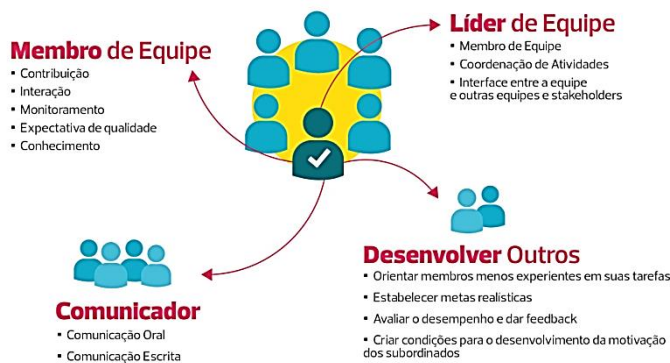 Membro de Equipe
▪ Contribuição
▪ Interação
▪ Monitoramento
▪ Expectativa de qualidade
▪ Conhecimento
Líder de Equipe
▪ Membro de Equipe
▪ Coordenação de Atividades
▪ Interface entre a equipe
e outras equipes e stakeholders
Comunicador
▪ Comunicação Oral
▪ Comunicação Escrita
Desenvolver Outros
▪ Orientar membros menos experientes em suas tarefas
▪ Estabelecer metas realísticas
▪ Avaliar o desempenho e dar feedback
▪ Criar condições para o desenvolvimento da motivação
dos subordinados